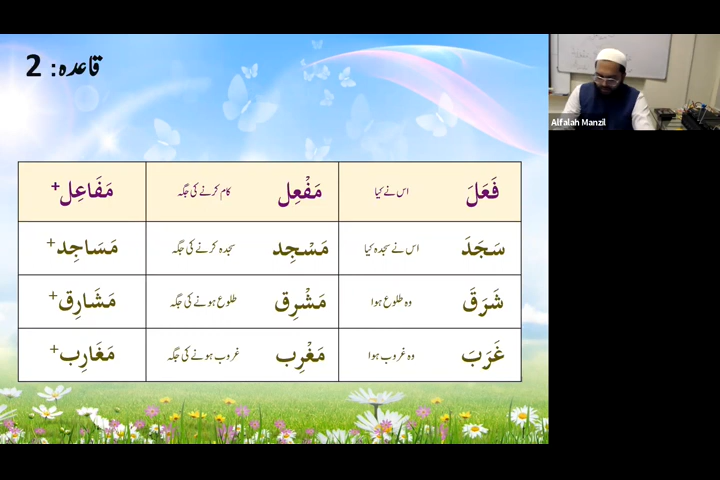 قاعدہ: 2
فَعَلَ اس نے کیا مَفْعِل کام کرنے کی جگہ مَفَاعِل+
سَجَدَ اس نے سجدہ کیا مَسْجِد سجدہ کرنے کی جگہ مَسَاجِد+
شَرَقَ وہ طلوع ہوا مَشْرِق طلوع ہونے کی جگہ مَشَارِق+
غَرَبَ وہ غروب ہوا مَغْرِب غروب ہونے کی جگہ مَغَارِب+
Alfalah Manzil